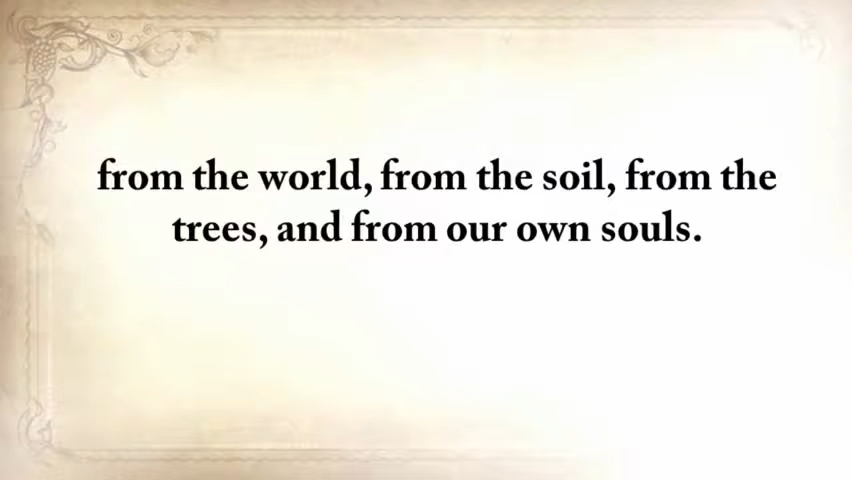 from the world, from the soil, from the
trees, and from our own souls.